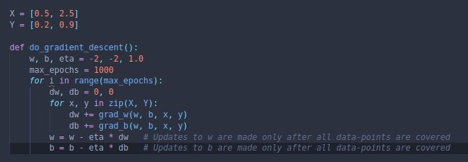 X = [0.5, 2.5]
Y = [0.2, 0.9]
def do_gradient_descent():
    w, b, eta = -2, -2, 1.0
    max_epochs = 1000
    for i in range(max_epochs):
        dw, db = 0, 0
        for x, y in zip(X, Y):
            dw += grad_w(w, b, x, y)
            db += grad_b(w, b, x, y)
        w = w - eta * dw   # Updates to w are made only after all data-points are covered
        b = b - eta * db   # Updates to b are made only after all data-points are covered